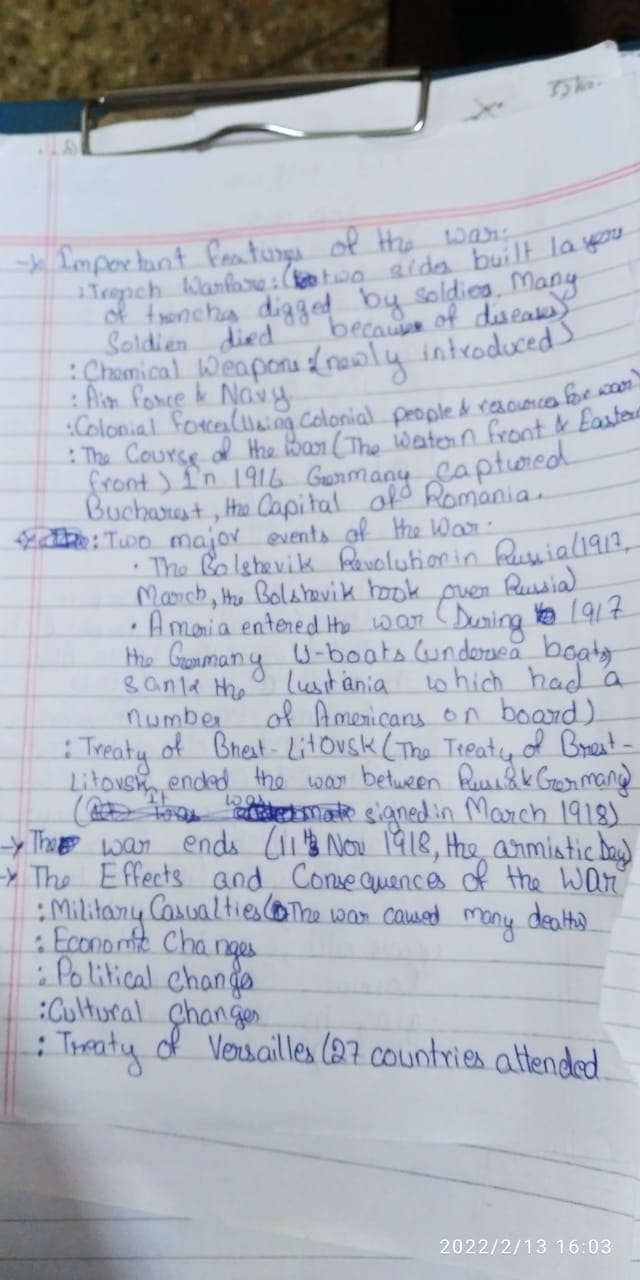 → Important features of the war:
: Trench Warfare: (two sides built layers
of trenches digged by soldiers. Many
Soldier died because of diseases)
: Chemical Weapons: (newly introduced)
: Air force & Navy
: Colonial forces (Using Colonial people & resources for war)
: The Course of the War (The Western front & Eastern
front) In 1916 Germany captured
Bucharest, the Capital of Romania.
: Two major events of the War.
• The Bolshevik Revolution in Russia (1917,
March, the Bolshevik took over Russia)
• Ameria entered the war (During 1917
the Germany U-boats (undersea boats)
sank the Lusitania which had a
number of Americans on board)
: Treaty of Brest-Litovsk (The Treaty of Brest-
Litovsk ended the war between Russia & Germany)
(It was signed in March 1918)
→ The war ends (11th Nov 1918, the armistic Day)
→ The Effects and Consequences of the WAR
: Military Casualties (The war caused many deaths)
: Economic Changes
: Political change
: Cultural changes
: Treaty of Versailles (27 countries attended
2022/2/13 16:03